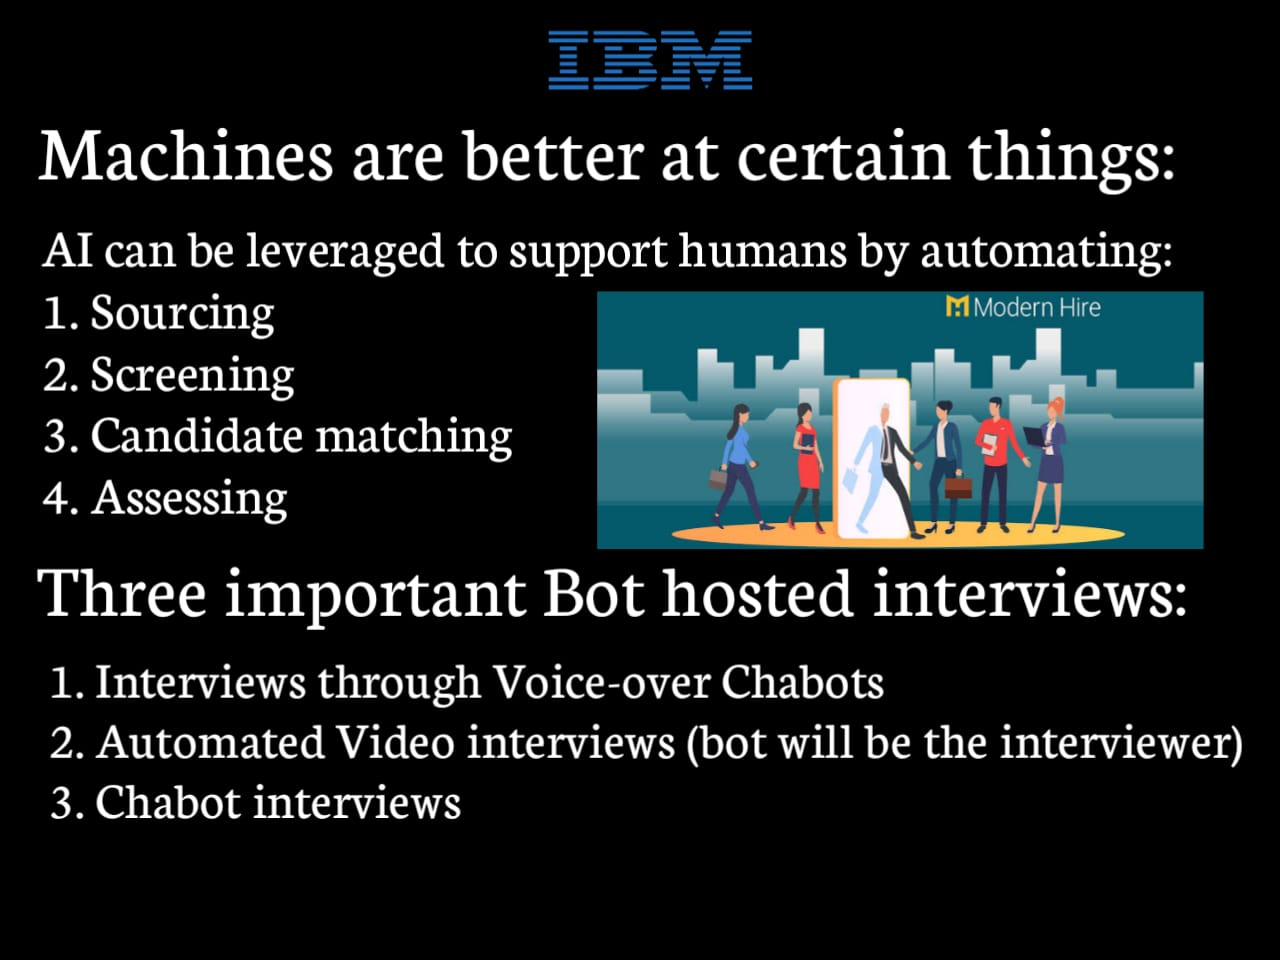 IBM
Machines are better at certain things:
AI can be leveraged to support humans by automating:
1. Sourcing
2. Screening
3. Candidate matching
4. Assessing
Modern Hire
Three important Bot hosted interviews:
1. Interviews through Voice-over Chabots
2. Automated Video interviews (bot will be the interviewer)
3. Chabot interviews